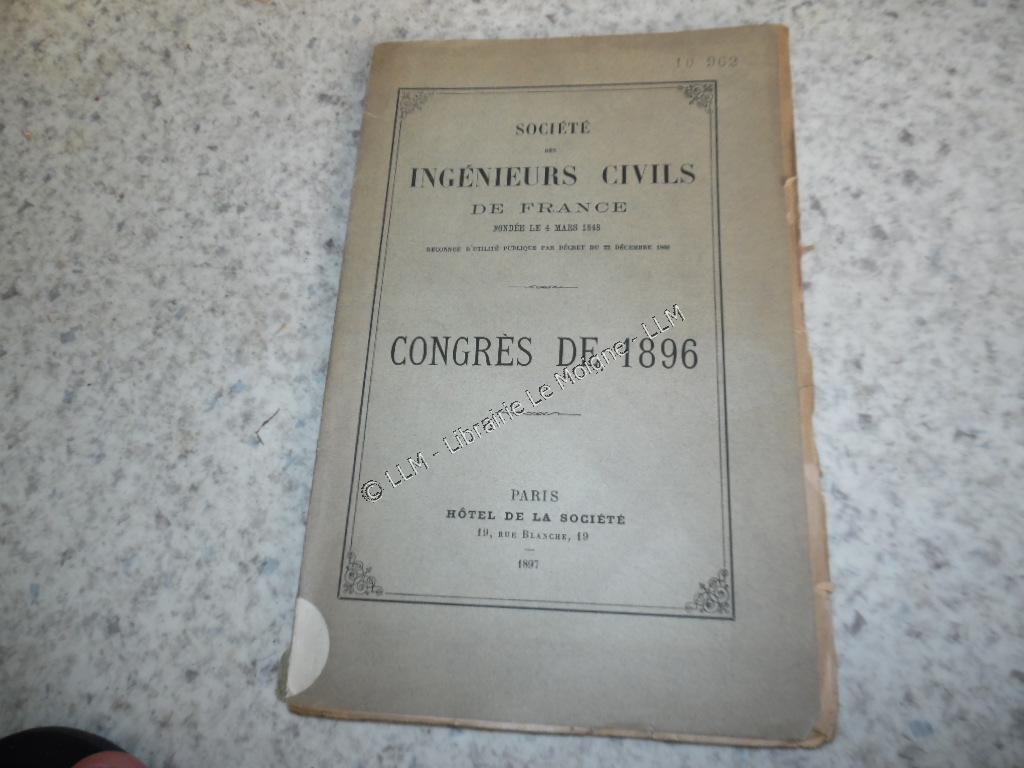 10 962
SOCIÉTÉ
DES
INGÉNIEURS CIVILS
DE FRANCE
FONDÉE LE 4 MARS 1848
RECONNUE D'UTILITÉ PUBLIQUE PAR DÉCRET DU 22 DÉCEMBRE 1860
CONGRÈS DE 1896
© LLM - Librairie Le Moigne - LLM
PARIS
HÔTEL DE LA SOCIÉTÉ
19, RUE BLANCHE, 19
1897